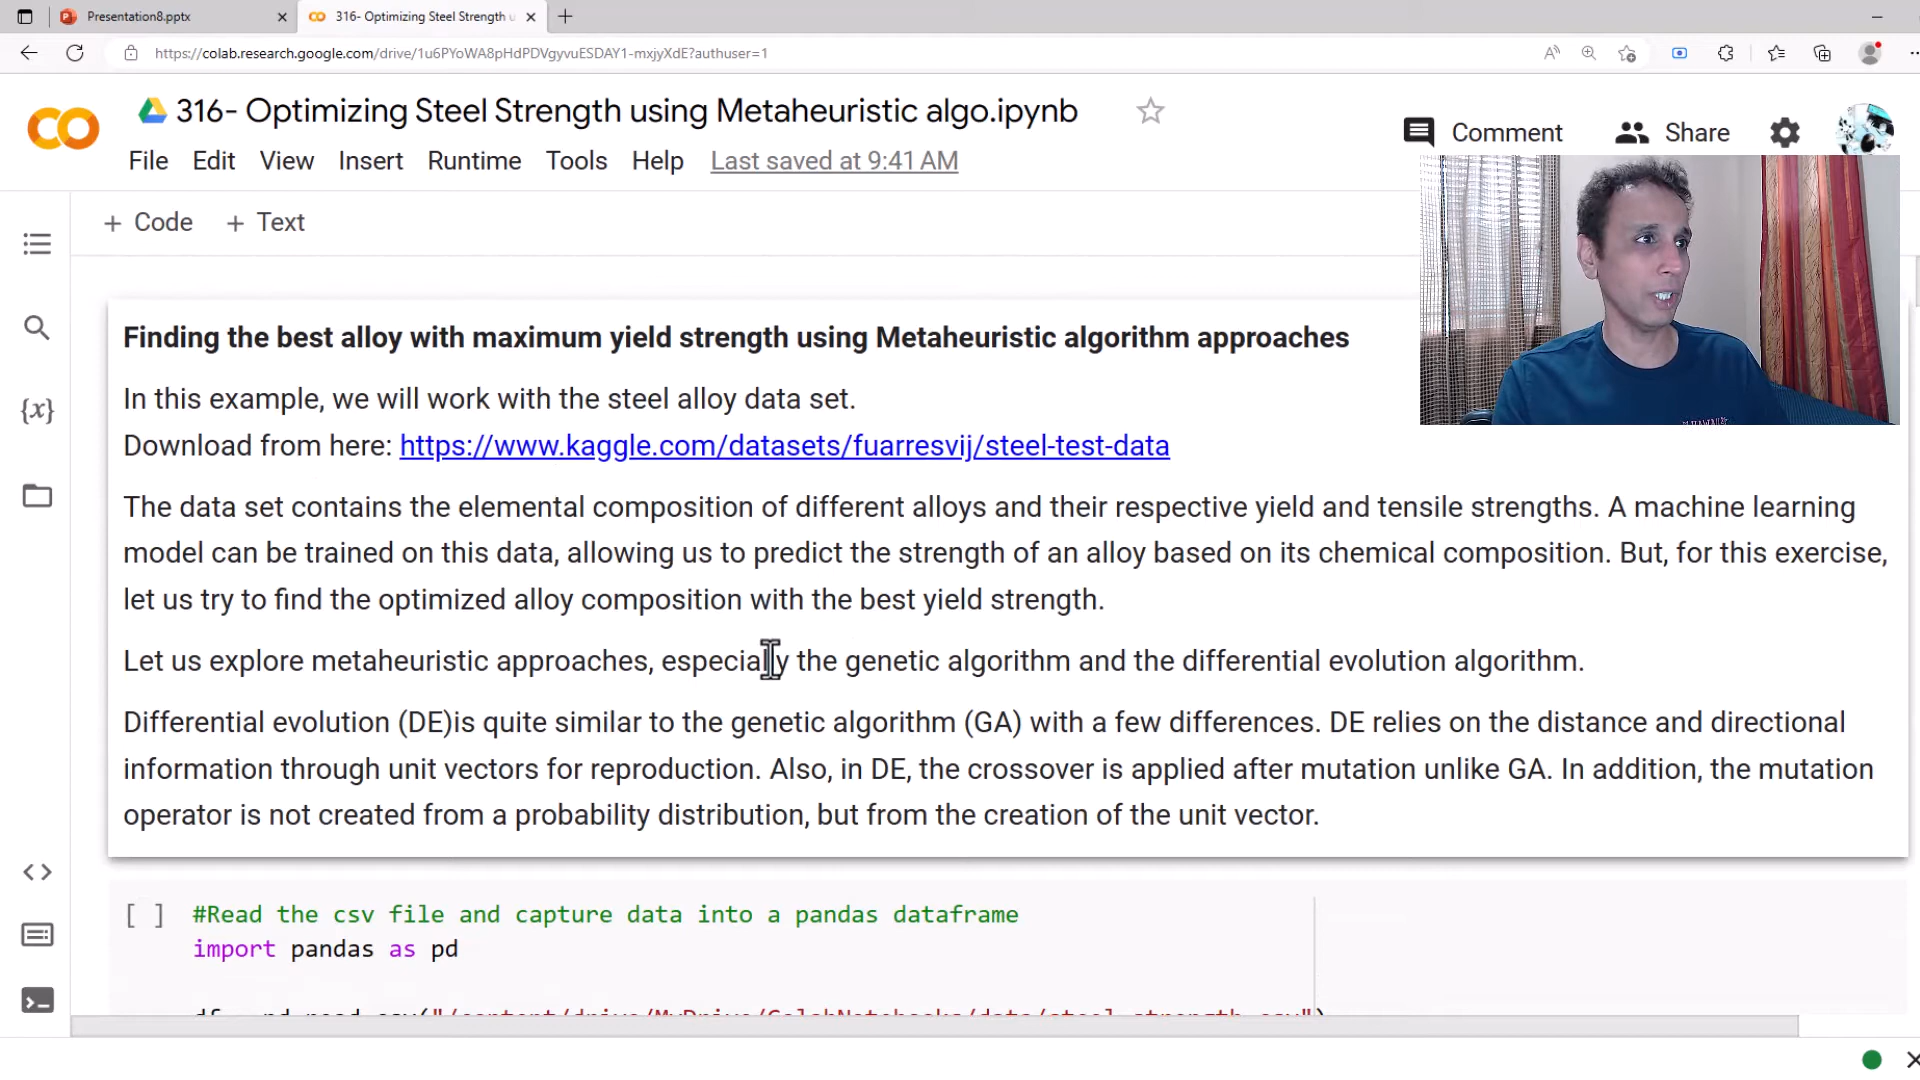 Presentation8.pptx
316- Optimizing Steel Strength u
https://colab.research.google.com/drive/1u6PYoWA8pHdPDVgyvuESDAY1-mxjyXdE?authuser=1
316- Optimizing Steel Strength using Metaheuristic algo.ipynb
Comment
Share
File Edit View Insert Runtime Tools Help Last saved at 9:41 AM
+ Code + Text
Finding the best alloy with maximum yield strength using Metaheuristic algorithm approaches
In this example, we will work with the steel alloy data set.
Download from here: https://www.kaggle.com/datasets/fuarresvij/steel-test-data
The data set contains the elemental composition of different alloys and their respective yield and tensile strengths. A machine learning
model can be trained on this data, allowing us to predict the strength of an alloy based on its chemical composition. But, for this exercise,
let us try to find the optimized alloy composition with the best yield strength.
Let us explore metaheuristic approaches, especially the genetic algorithm and the differential evolution algorithm.
Differential evolution (DE)is quite similar to the genetic algorithm (GA) with a few differences. DE relies on the distance and directional
information through unit vectors for reproduction. Also, in DE, the crossover is applied after mutation unlike GA. In addition, the mutation
operator is not created from a probability distribution, but from the creation of the unit vector.
[ ] #Read the csv file and capture data into a pandas dataframe
import pandas as pd